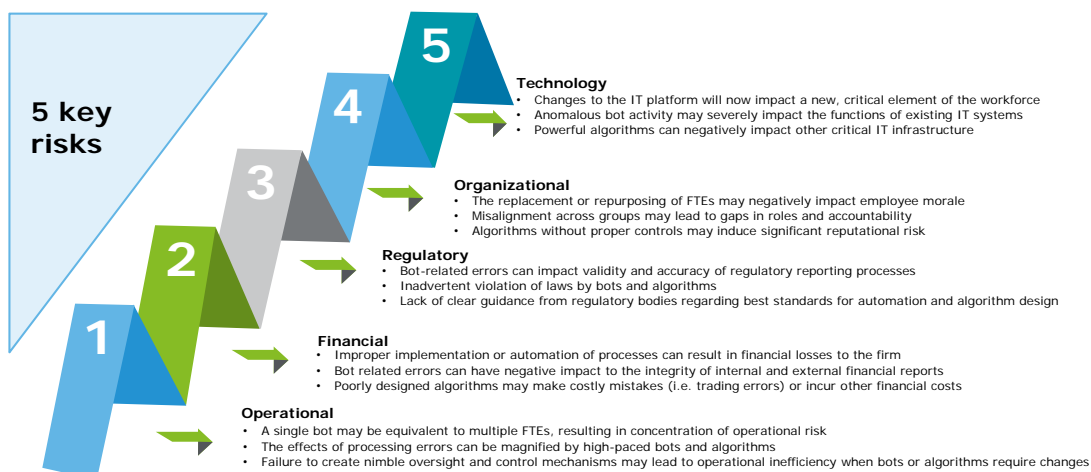 5 key
risks
5
Technology
• Changes to the IT platform will now impact a new, critical element of the workforce
• Anomalous bot activity may severely impact the functions of existing IT systems
• Powerful algorithms can negatively impact other critical IT infrastructure
4
Organizational
• The replacement or repurposing of FTEs may negatively impact employee morale
• Misalignment across groups may lead to gaps in roles and accountability
• Algorithms without proper controls may induce significant reputational risk
3
Regulatory
• Bot-related errors can impact validity and accuracy of regulatory reporting processes
• Inadvertent violation of laws by bots and algorithms
• Lack of clear guidance from regulatory bodies regarding best standards for automation and algorithm design
2
Financial
• Improper implementation or automation of processes can result in financial losses to the firm
• Bot related errors can have negative impact to the integrity of internal and external financial reports
• Poorly designed algorithms may make costly mistakes (i.e. trading errors) or incur other financial costs
1
Operational
• A single bot may be equivalent to multiple FTEs, resulting in concentration of operational risk
• The effects of processing errors can be magnified by high-paced bots and algorithms
• Failure to create nimble oversight and control mechanisms may lead to operational inefficiency when bots or algorithms require changes